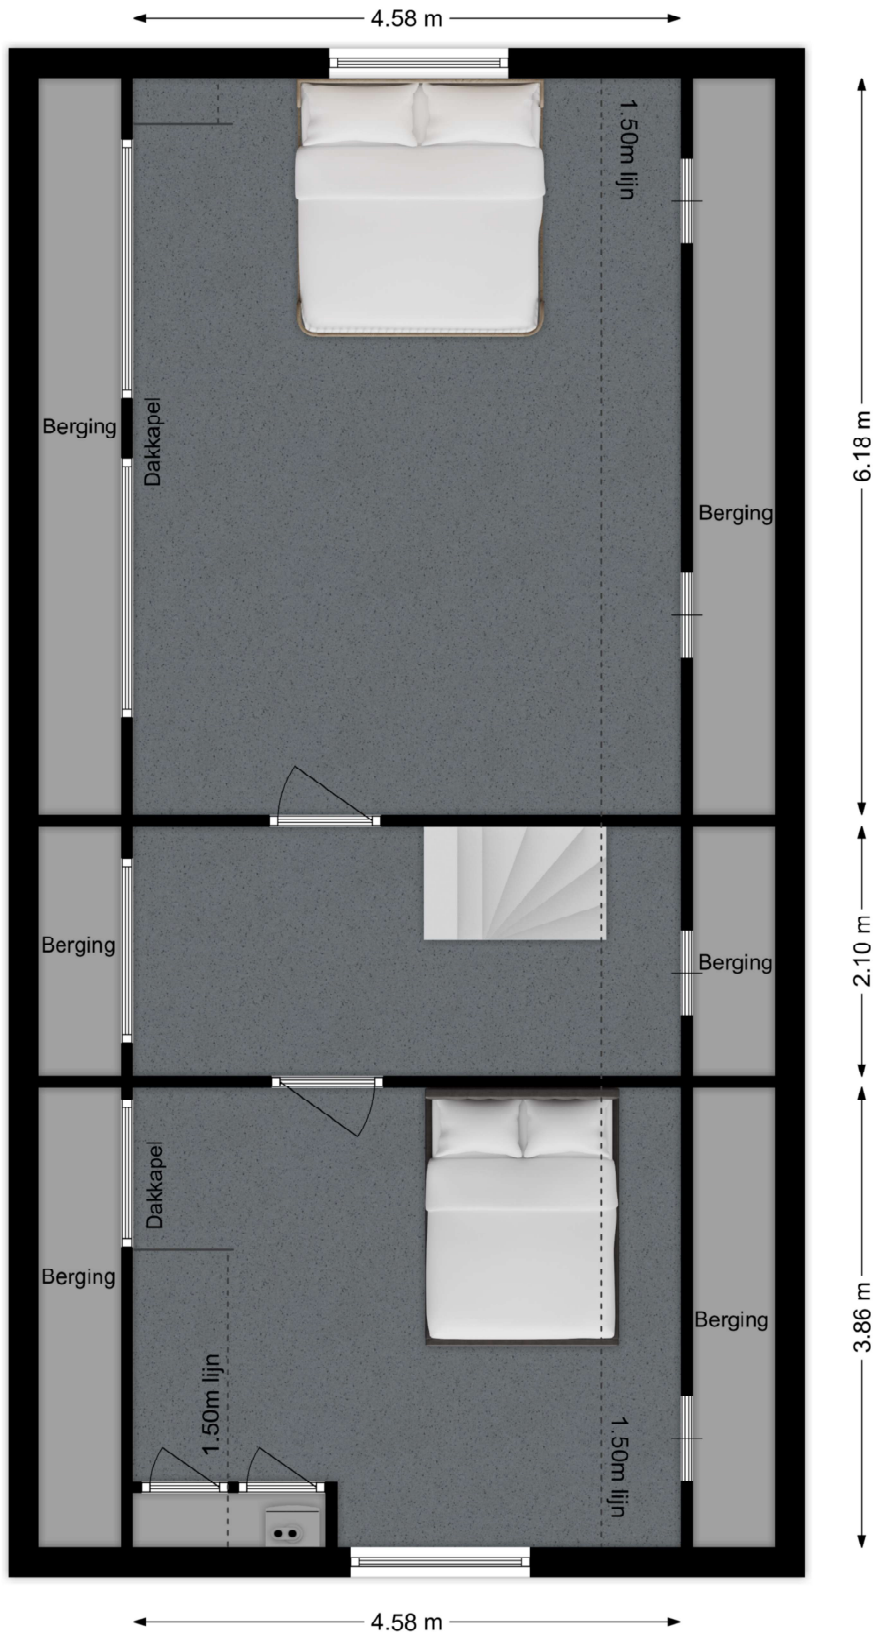 4.58 m
1.50m lijn
Berging
Dakkapel
6.18 m
Berging
Berging
Berging
2.10 m
Dakkapel
Berging
Berging
3.86 m
1.50m lijn
1.50m lijn
4.58 m